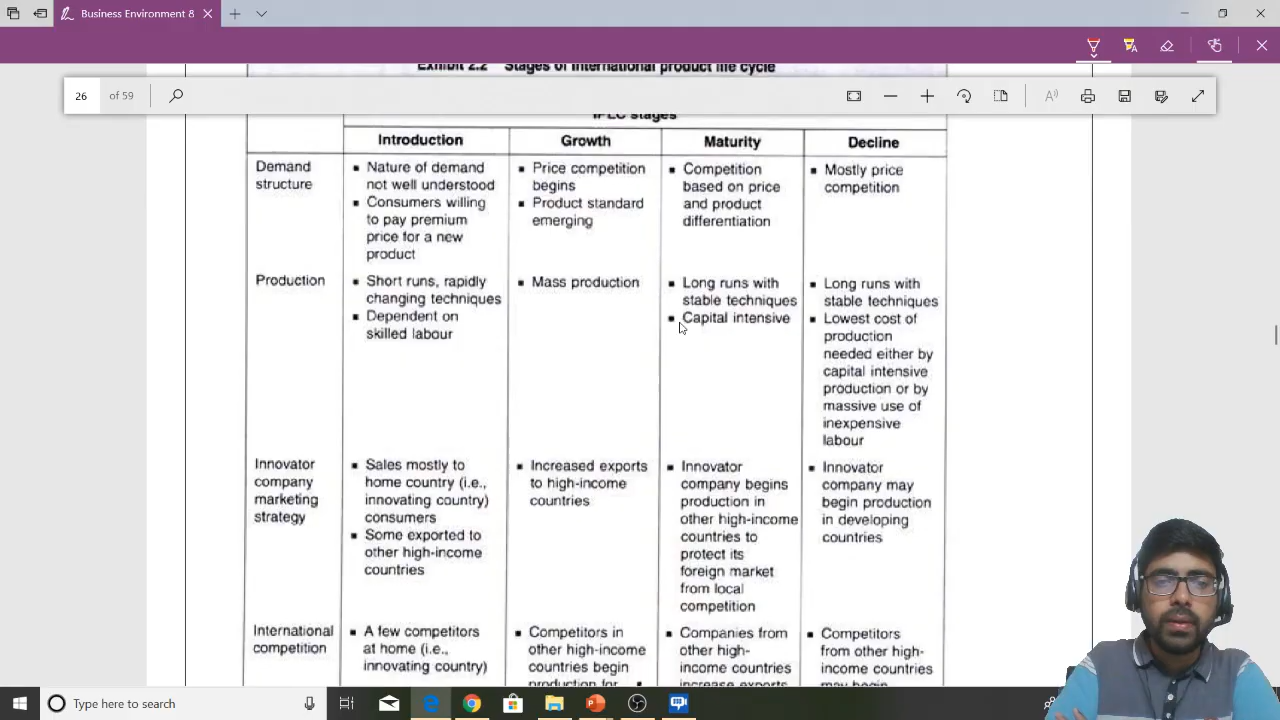 Business Environment 8
26 of 59
Exhibit 2.2 Stages of international product life cycle
IPLC stages
Introduction
Growth
Maturity
Decline
Demand
structure
▪ Nature of demand
not well understood
▪ Consumers willing
to pay premium
price for a new
product
▪ Price competition
begins
▪ Product standard
emerging
▪ Competition
based on price
and product
differentiation
▪ Mostly price
competition
Production
▪ Short runs, rapidly
changing techniques
▪ Dependent on
skilled labour
▪ Mass production
▪ Long runs with
stable techniques
▪ Capital intensive
▪ Long runs with
stable techniques
▪ Lowest cost of
production
needed either by
capital intensive
production or by
massive use of
inexpensive
labour
Innovator
company
marketing
strategy
▪ Sales mostly to
home country (i.e.,
innovating country)
consumers
▪ Some exported to
other high-income
countries
▪ Increased exports
to high-income
countries
▪ Innovator
company begins
production in
other high-income
countries to
protect its
foreign market
from local
competition
▪ Innovator
company may
begin production
in developing
countries
International
competition
▪ A few competitors
at home (i.e.,
innovating country)
▪ Competitors in
other high-income
countries begin
production for
▪ Companies from
other high-
income countries
increase exports
▪ Competitors
from other high-
income countries
may begin
Type here to search